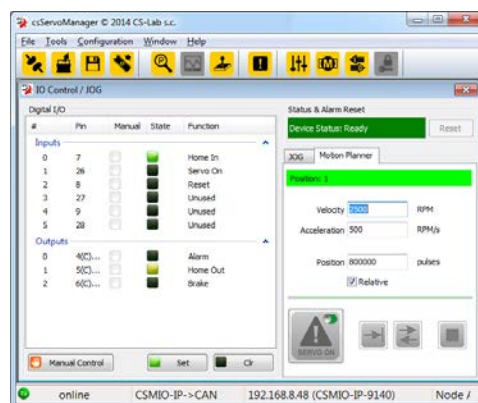 csServoManager © 2014 CS-Lab s.c.
File Tools Configuration Window Help
IO Control / JOG
Digital I/O
# Pin Manual State Function
Inputs
0 7 Home In
1 26 Servo On
2 8 Reset
3 27 Unused
4 9 Unused
5 28 Unused
Outputs
0 4(C)... Alarm
1 5(C)... Home Out
2 6(C)... Brake
Manual Control Set Clr
Status & Alarm Reset
Device Status: Ready Reset
JOG Motion Planner
Position: 1
Velocity 2500 RPM
Acceleration 500 RPM/s
Position 800000 pulses
Relative
SERVO ON
online CSMIO-IP->CAN 192.168.8.48 (CSMIO-IP-9140) Node /